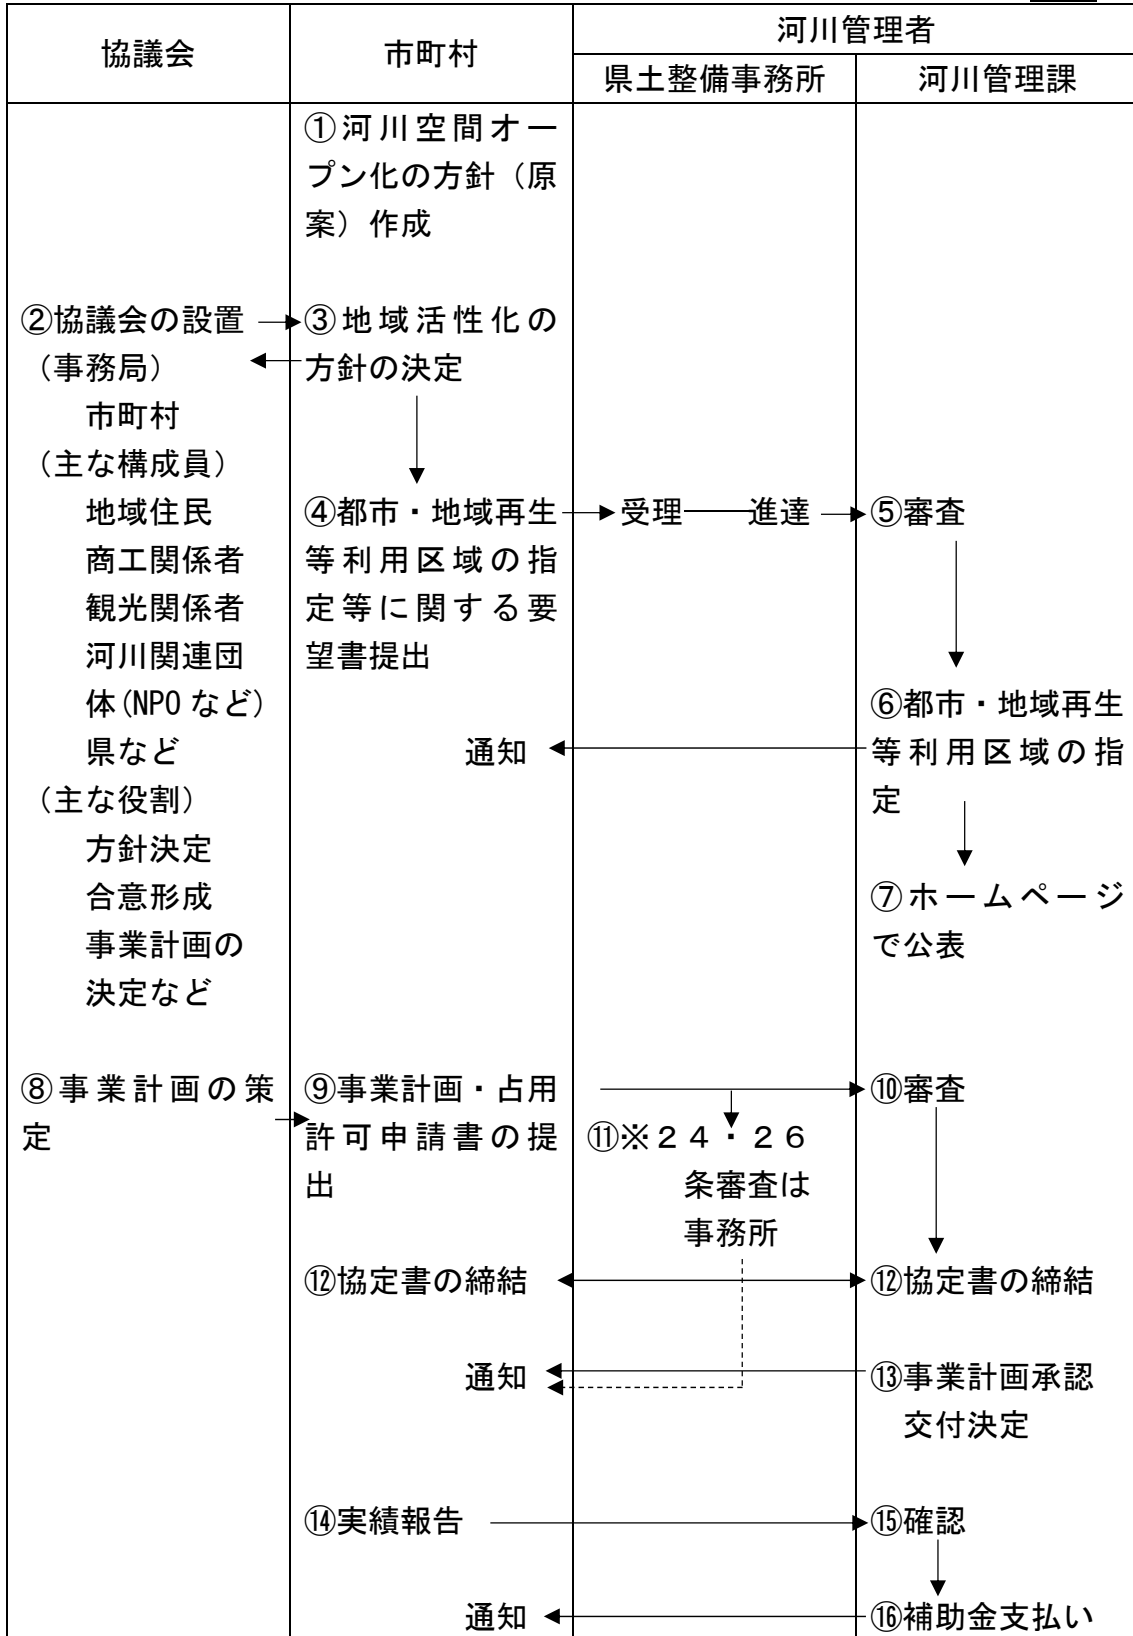 協議会
市町村
河川管理者
県土整備事務所
河川管理課
①河川空間オー
プン化の方針（原
案）作成
②協議会の設置
（事務局）
市町村
（主な構成員）
地域住民
商工関係者
観光関係者
河川関連団
体(NPOなど)
県など
（主な役割）
方針決定
合意形成
事業計画の
決定など
③地域活性化の
方針の決定
④都市・地域再生
等利用区域の指
定等に関する要
望書提出
受理
進達
⑤審査
⑥都市・地域再生
等利用区域の指
定
通知
⑦ホームページ
で公表
⑧事業計画の策
定
⑨事業計画・占用
許可申請書の提
出
⑩審査
⑪※２４・２６
条審査は
事務所
⑫協定書の締結
⑫協定書の締結
通知
⑬事業計画承認
交付決定
⑭実績報告
⑮確認
通知
⑯補助金支払い